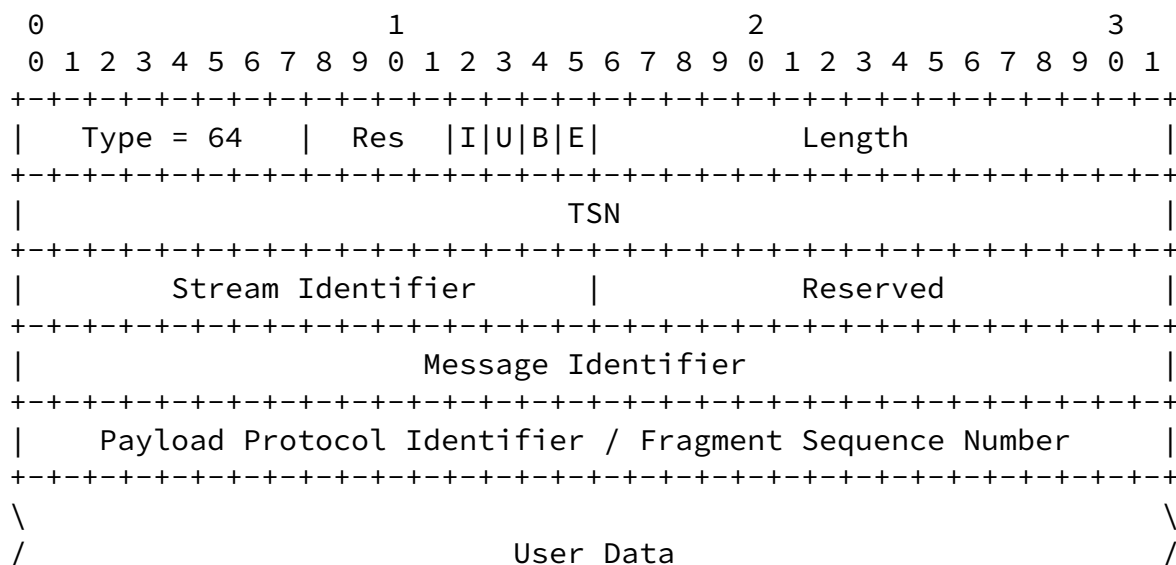 0                   1                   2                   3
 0 1 2 3 4 5 6 7 8 9 0 1 2 3 4 5 6 7 8 9 0 1 2 3 4 5 6 7 8 9 0 1
+-+-+-+-+-+-+-+-+-+-+-+-+-+-+-+-+-+-+-+-+-+-+-+-+-+-+-+-+-+-+-+-+
|   Type = 64   |  Res  |I|U|B|E|           Length              |
+-+-+-+-+-+-+-+-+-+-+-+-+-+-+-+-+-+-+-+-+-+-+-+-+-+-+-+-+-+-+-+-+
|                              TSN                              |
+-+-+-+-+-+-+-+-+-+-+-+-+-+-+-+-+-+-+-+-+-+-+-+-+-+-+-+-+-+-+-+-+
|        Stream Identifier      |           Reserved            |
+-+-+-+-+-+-+-+-+-+-+-+-+-+-+-+-+-+-+-+-+-+-+-+-+-+-+-+-+-+-+-+-+
|                      Message Identifier                       |
+-+-+-+-+-+-+-+-+-+-+-+-+-+-+-+-+-+-+-+-+-+-+-+-+-+-+-+-+-+-+-+-+
|    Payload Protocol Identifier / Fragment Sequence Number     |
+-+-+-+-+-+-+-+-+-+-+-+-+-+-+-+-+-+-+-+-+-+-+-+-+-+-+-+-+-+-+-+-+
\                                                               \
/                           User Data                           /